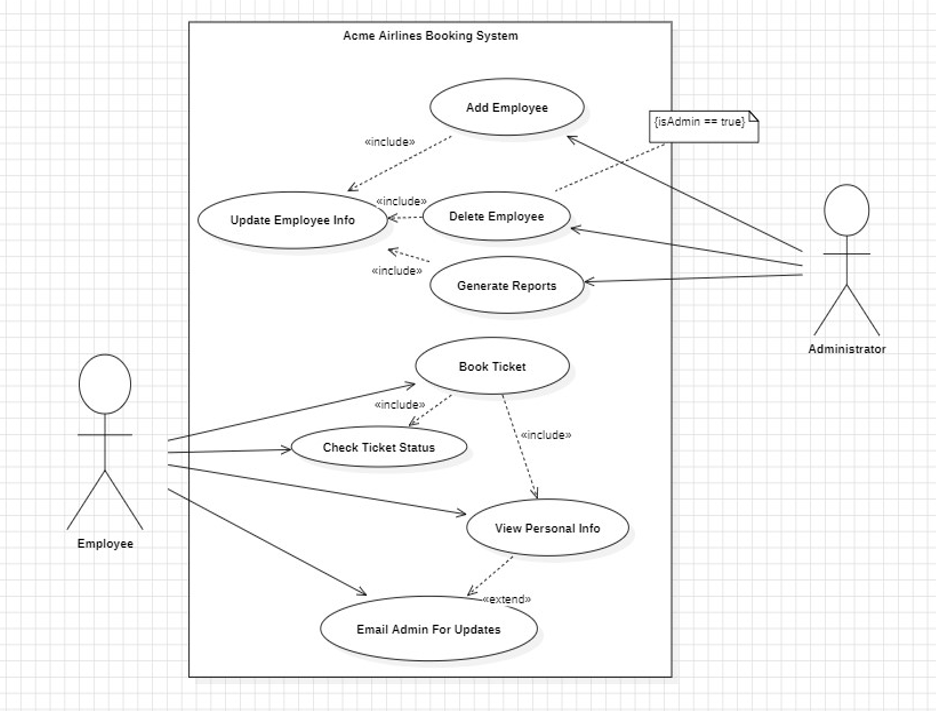 Acme Airlines Booking System
Add Employee
{isAdmin == true}
«include»
«include»
Update Employee Info
Delete Employee
«include»
Generate Reports
Administrator
Book Ticket
«include»
«include»
Check Ticket Status
View Personal Info
Employee
«extend»
Email Admin For Updates